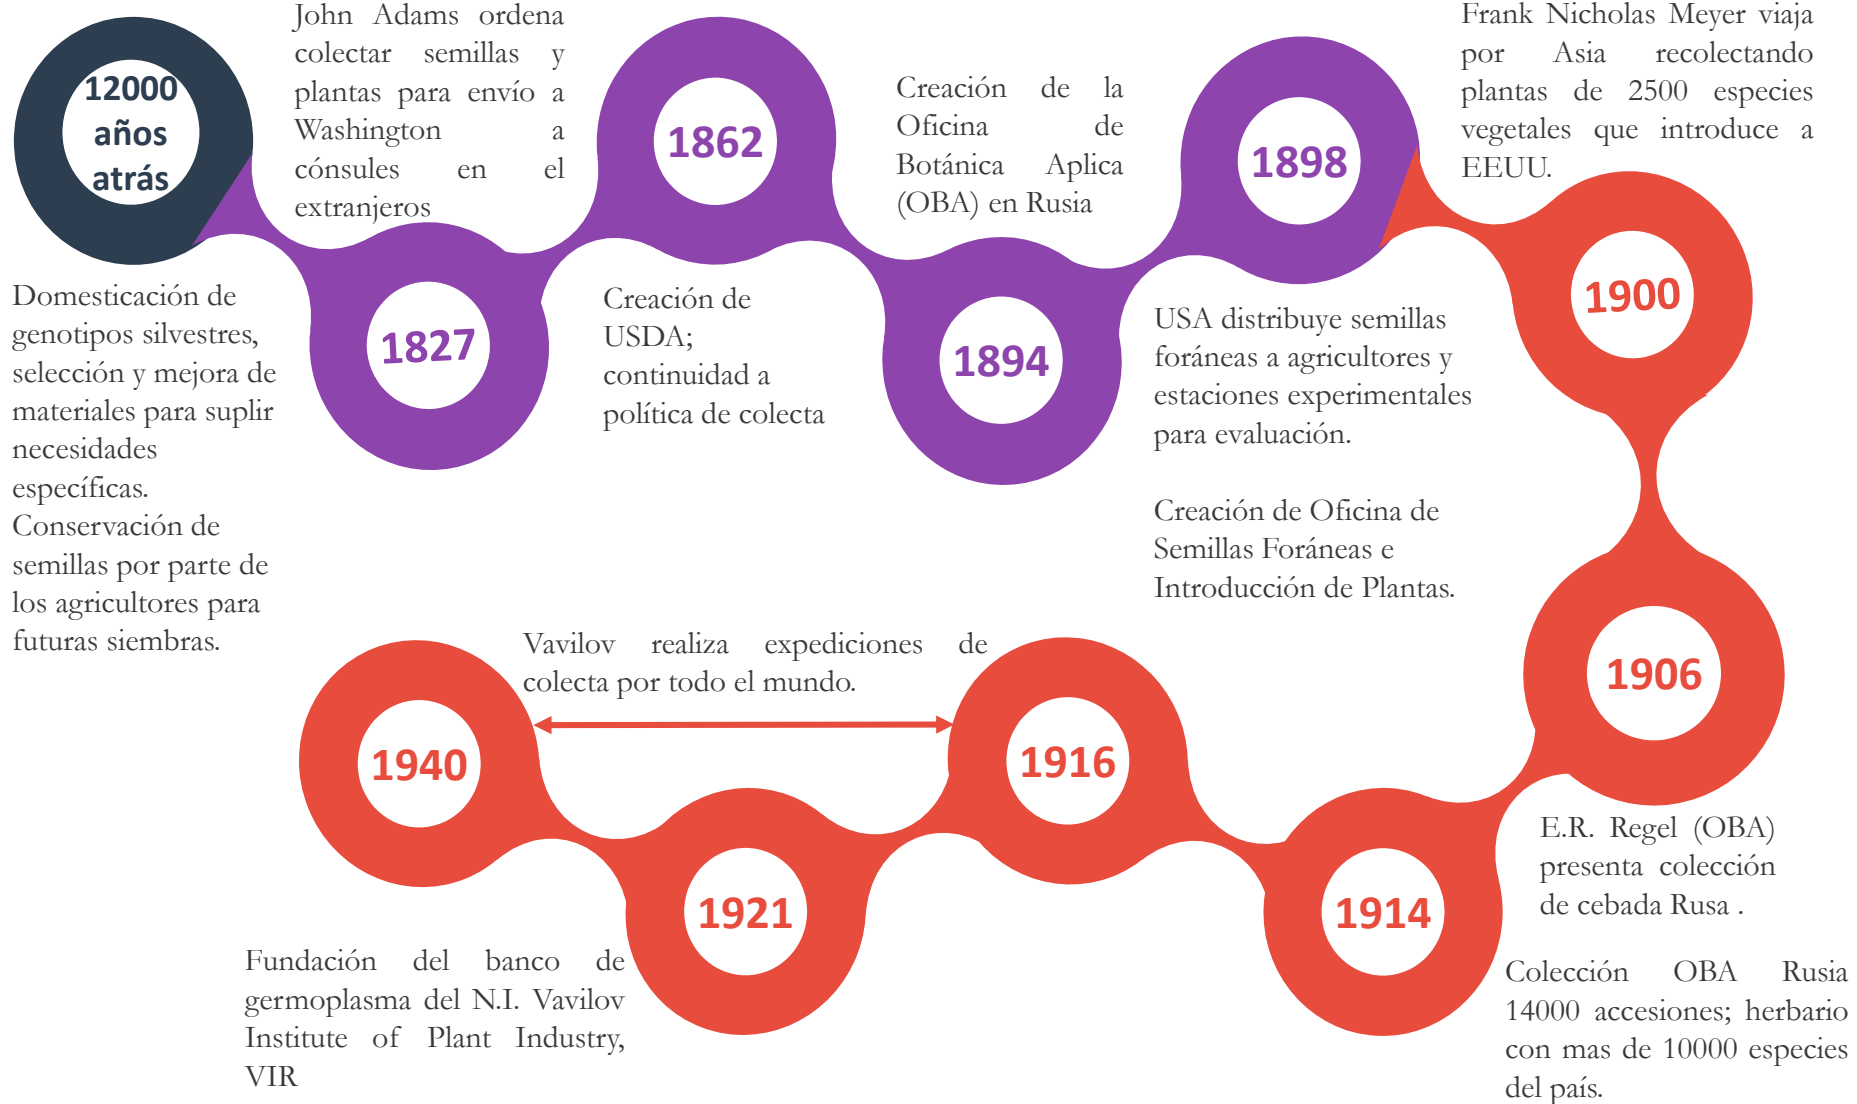 12000
años
atrás
Domesticación de
genotipos silvestres,
selección y mejora de
materiales para suplir
necesidades
específicas.
Conservación de
semillas por parte de
los agricultores para
futuras siembras.
John Adams ordena
colectar semillas y
plantas para envío a
Washington a
cónsules en el
extranjeros
1827
1862
Creación de
USDA;
continuidad a
política de colecta
Creación de la
Oficina de
Botánica Aplica
(OBA) en Rusia
1894
1898
USA distribuye semillas
foráneas a agricultores y
estaciones experimentales
para evaluación.
Creación de Oficina de
Semillas Foráneas e
Introducción de Plantas.
Frank Nicholas Meyer viaja
por Asia recolectando
plantas de 2500 especies
vegetales que introduce a
EEUU.
1900
1906
E.R. Regel (OBA)
presenta colección
de cebada Rusa .
1914
Colección OBA Rusia
14000 accesiones; herbario
con mas de 10000 especies
del país.
1916
Vavilov realiza expediciones de
colecta por todo el mundo.
1921
Fundación del banco de
germoplasma del N.I. Vavilov
Institute of Plant Industry,
VIR
1940